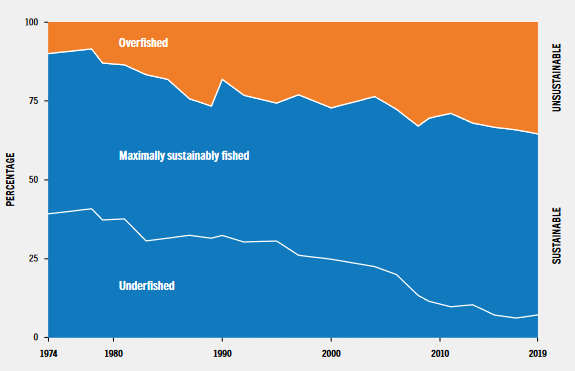 100
75
50
25
0
PERCENTAGE
Overfished
Maximally sustainably fished
Underfished
UNSUSTAINABLE
SUSTAINABLE
1974 1980 1990 2000 2010 2019